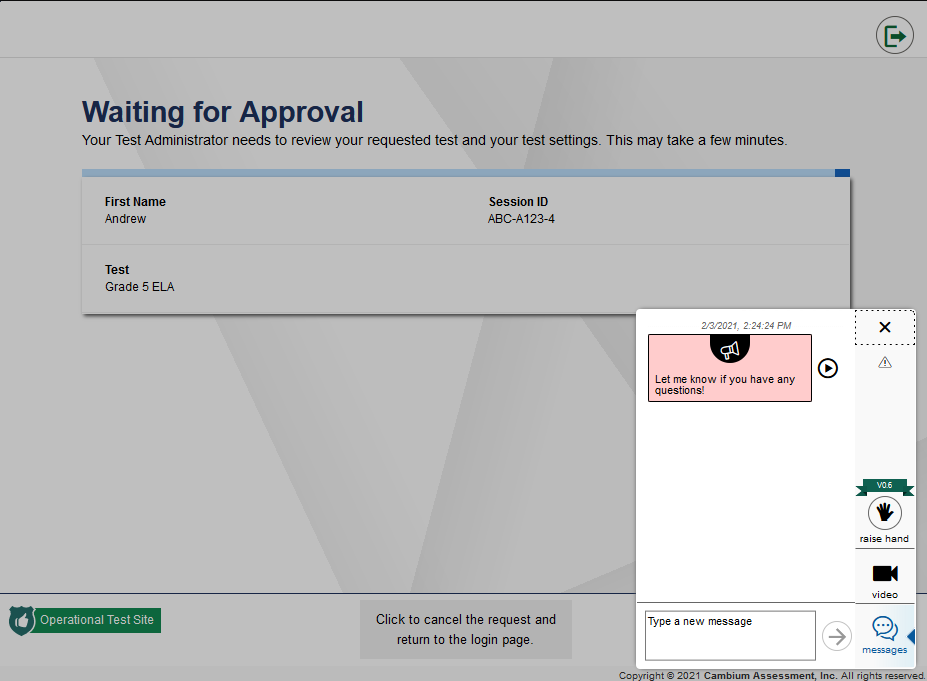 Waiting for Approval
Your Test Administrator needs to review your requested test and your test settings. This may take a few minutes.
First Name
Andrew
Session ID
ABC-A123-4
Test
Grade 5 ELA
2/3/2021, 2:24:24 PM
Let me know if you have any
questions!
V0.6
raise hand
video
Type a new message
messages
Operational Test Site
Click to cancel the request and
return to the login page.
Copyright © 2021 Cambium Assessment, Inc. All rights reserved.